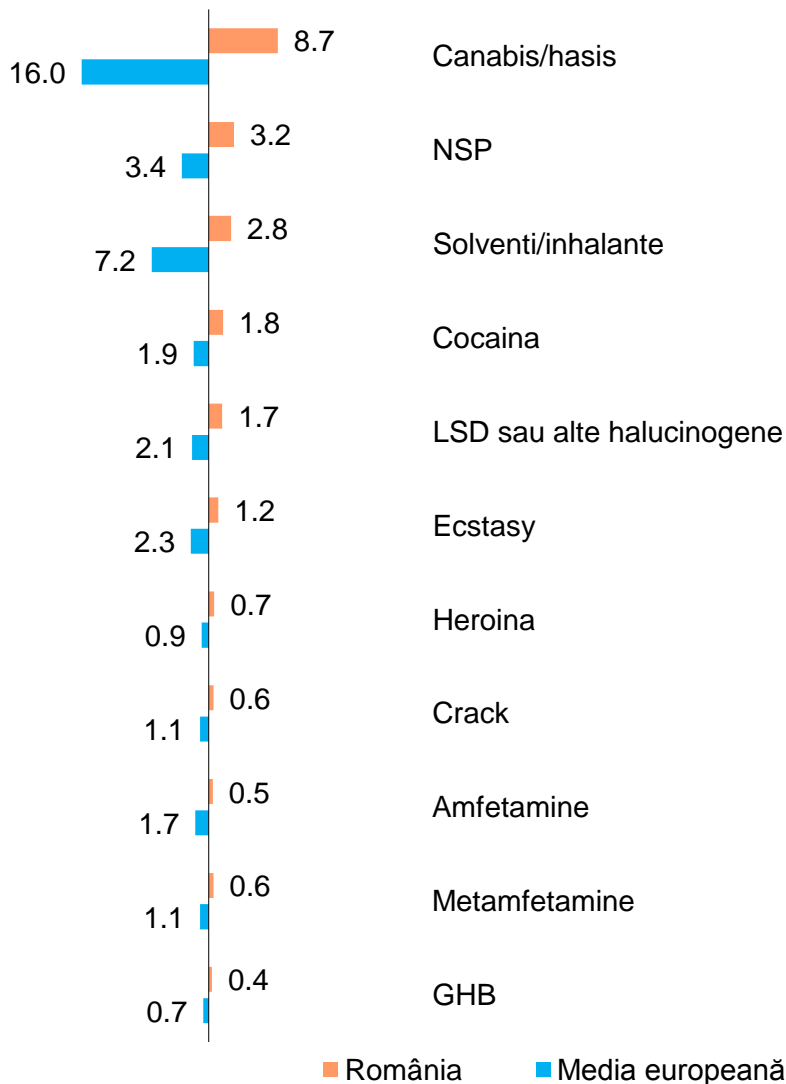 8.7
Canabis/hasis
16.0
3.2
NSP
3.4
2.8
Solventi/inhalante
7.2
1.8
Cocaina
1.9
1.7
LSD sau alte halucinogene
2.1
1.2
Ecstasy
2.3
0.7
Heroina
0.9
0.6
Crack
1.1
0.5
Amfetamine
1.7
0.6
Metamfetamine
1.1
0.4
GHB
0.7
România Media europeană